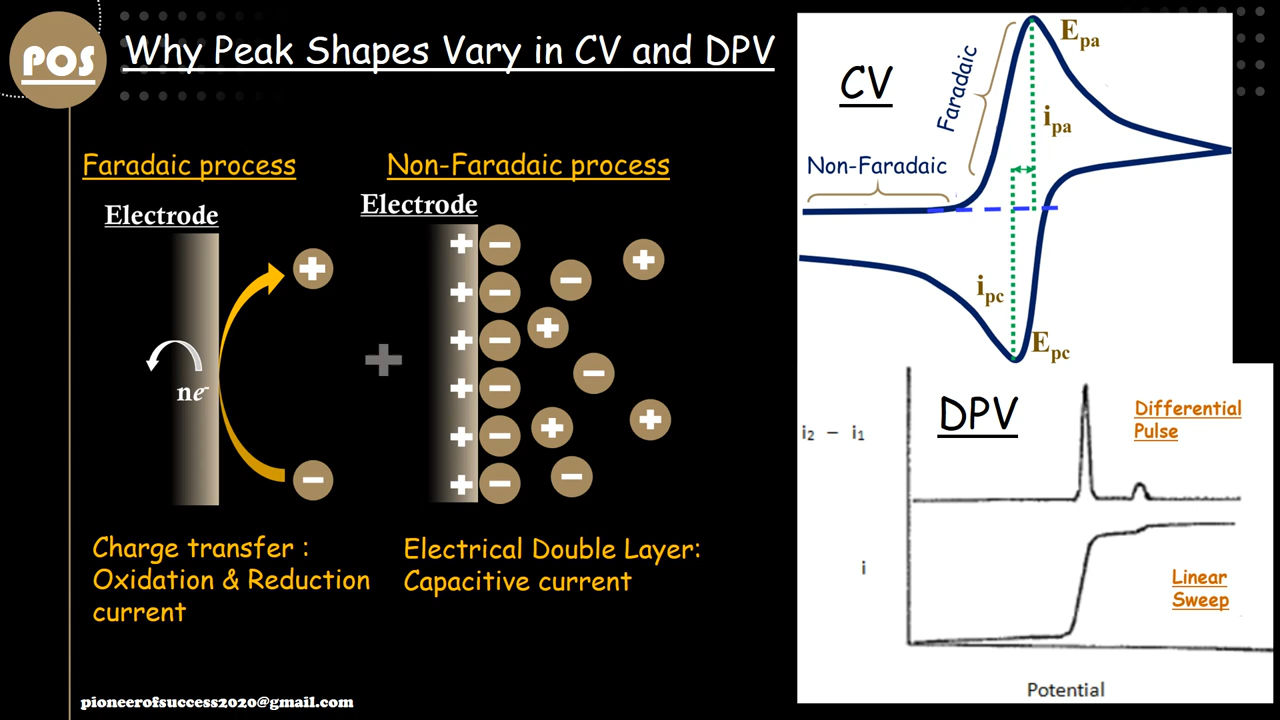 POS
Why Peak Shapes Vary in CV and DPV
Faradaic process
Non-Faradaic process
Electrode
Electrode
ne-
Charge transfer :
Oxidation & Reduction
current
Electrical Double Layer:
Capacitive current
pioneerofsuccess2020@gmail.com
CV
Faradaic
Non-Faradaic
Epa
ipa
ipc
Epc
DPV
i2 – i1
Differential
Pulse
i
Linear
Sweep
Potential